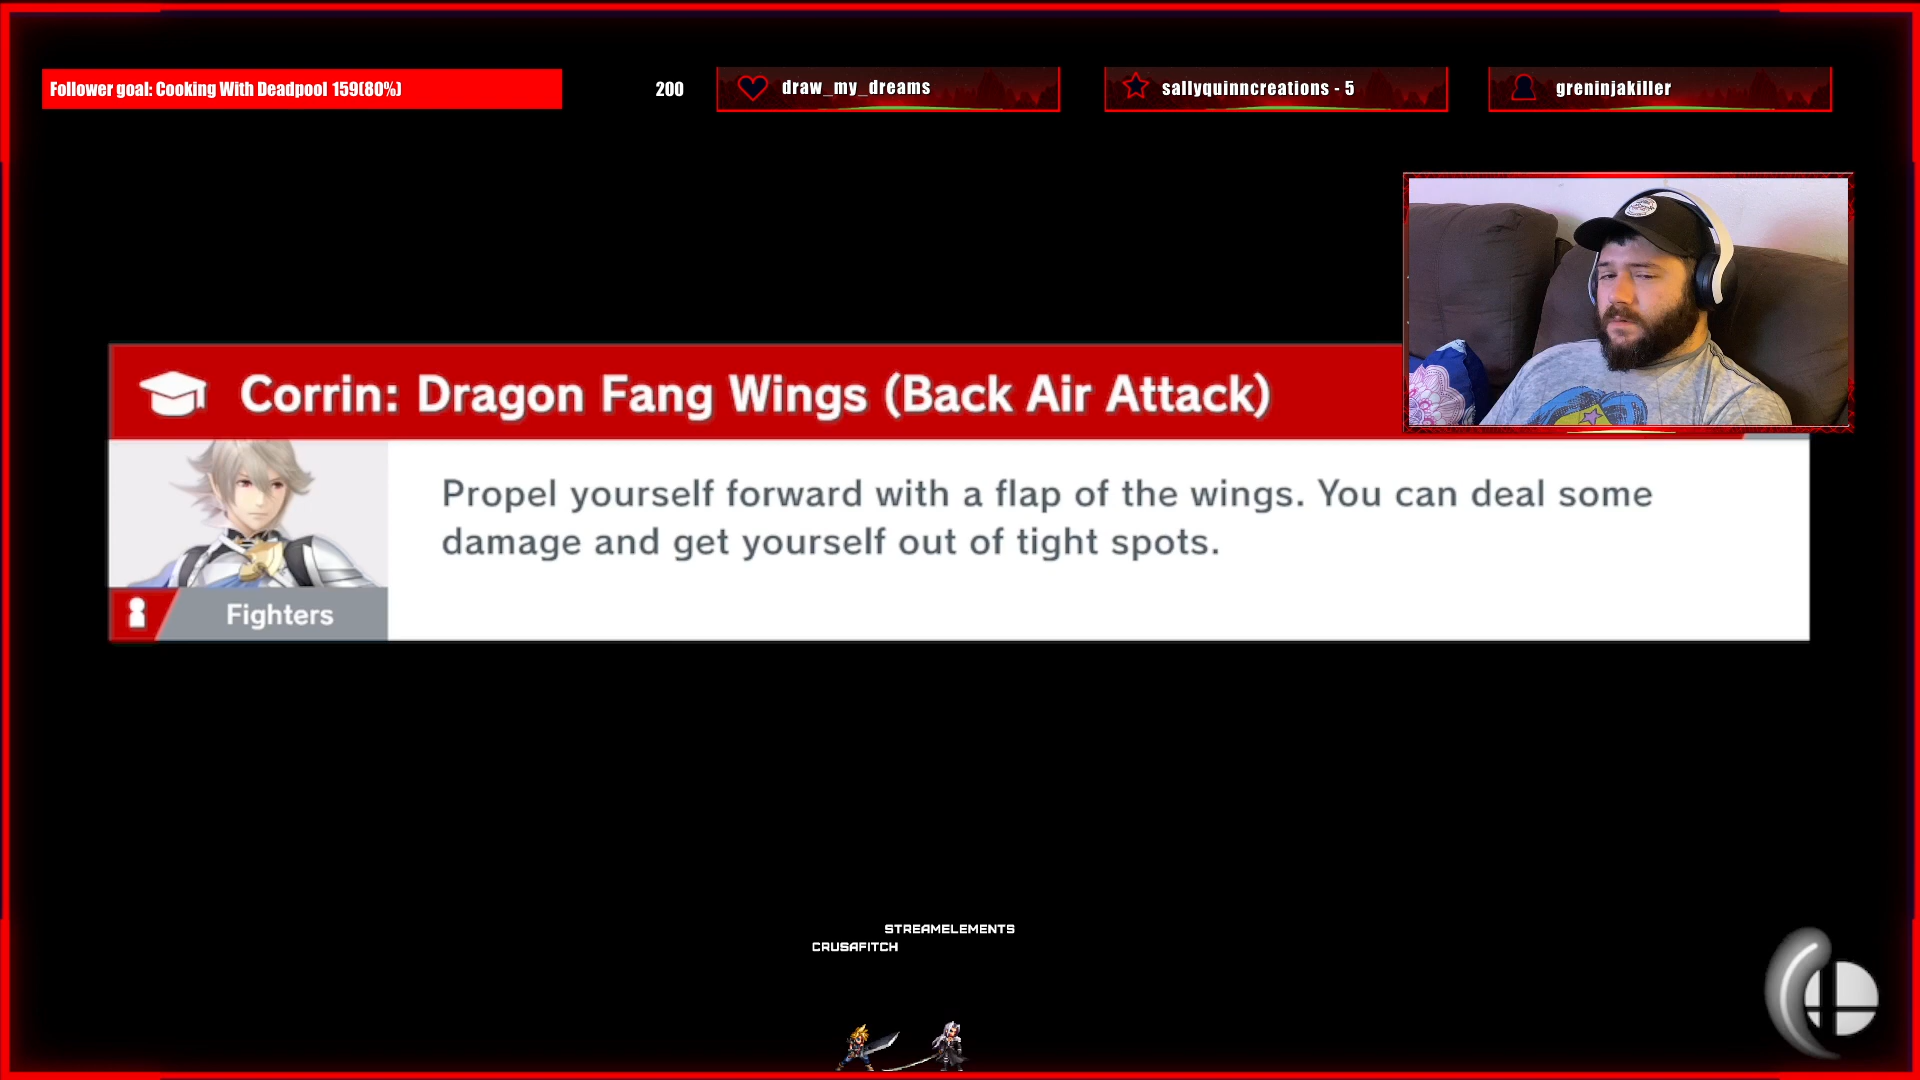 Follower goal: Cooking With Deadpool 159(80%)
200
draw_my_dreams
sallyquinncreations - 5
greninjakiller
Corrin: Dragon Fang Wings (Back Air Attack)
Propel yourself forward with a flap of the wings. You can deal some
damage and get yourself out of tight spots.
Fighters
STREAMELEMENTS
CRUSAFITCH